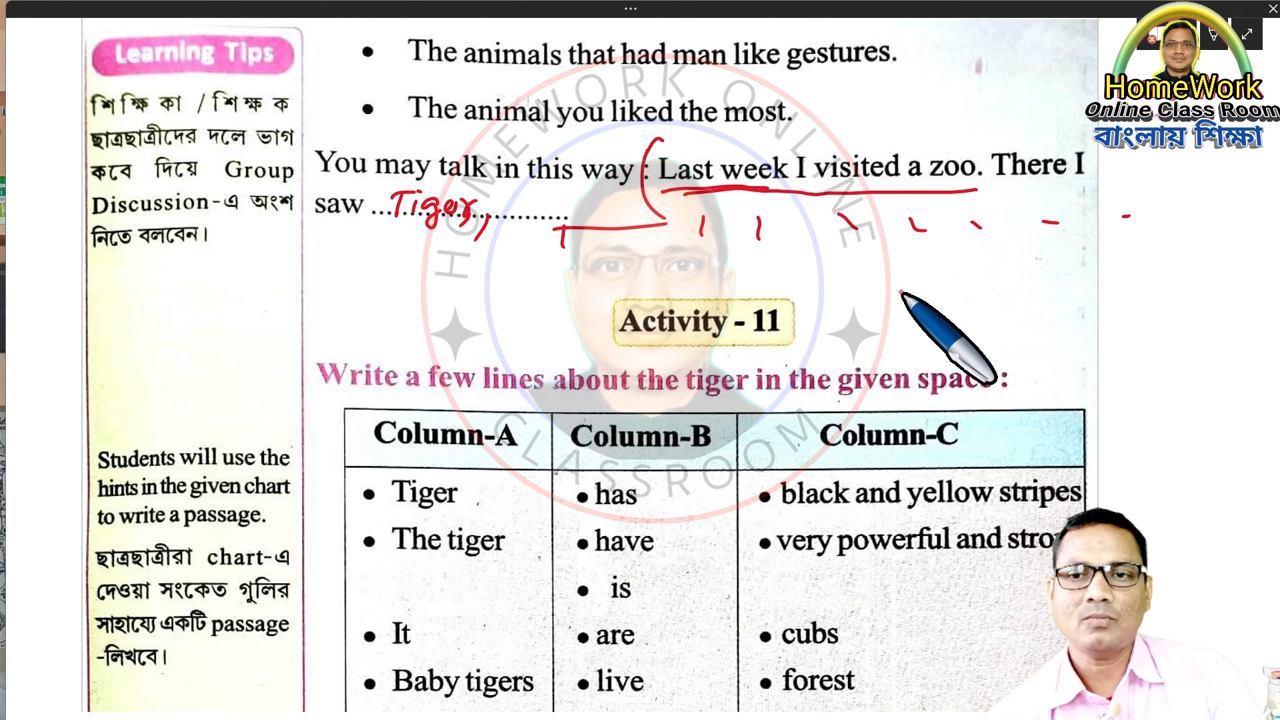 Learning Tips
শিক্ষিকা / শিক্ষক
ছাত্রছাত্রীদের দলে ভাগ
করে দিয়ে Group
Discussion-এ অংশ
নিতে বলবেন।
Students will use the
hints in the given chart
to write a passage.
ছাত্রছাত্রীরা chart-এ
দেওয়া সংকেত গুলির
সাহায্যে একটি passage
-লিখবে।
• The animals that had man like gestures.
• The animal you liked the most.
You may talk in this way : Last week I visited a zoo. There I
saw ... Tiger, ...
Activity - 11
Write a few lines about the tiger in the given space :
Column-A Column-B Column-C
• Tiger • has • black and yellow stripes
• The tiger • have • very powerful and
• is
• It • are • cubs
• Baby tigers • live • forest
HOMEWORK ONLINE
CLASSROOM
HomeWork
Online Class Room
বাংলায় শিক্ষা